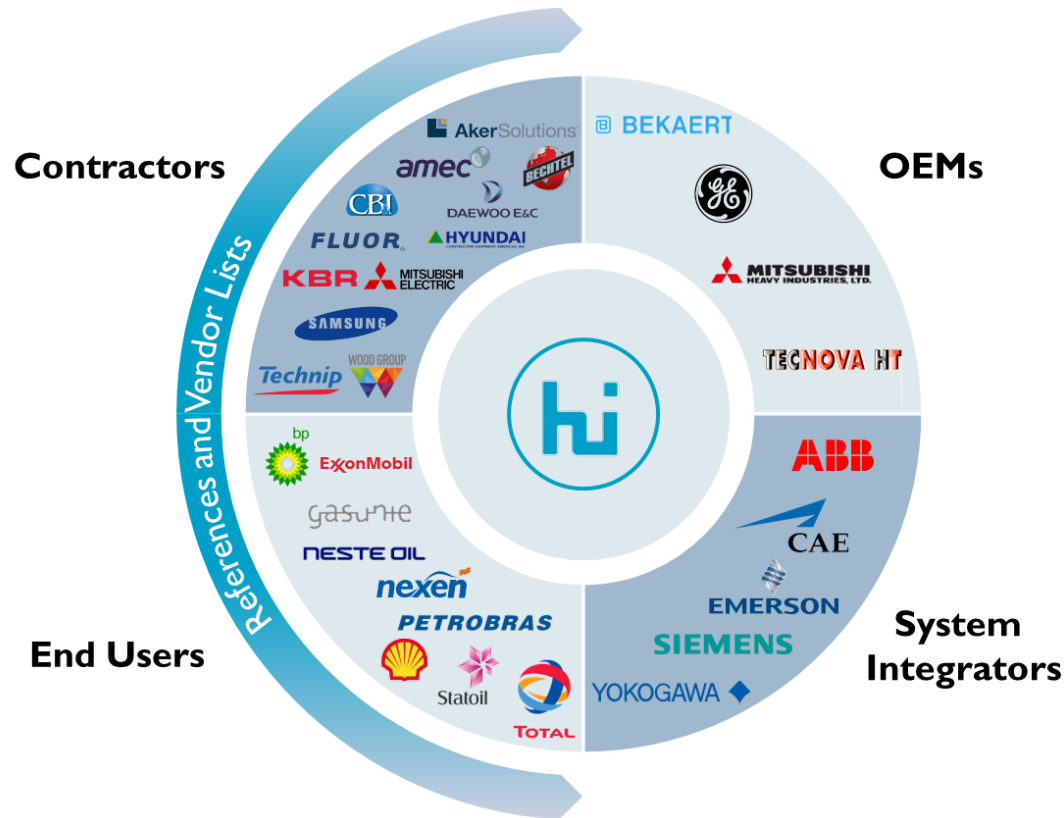 Contractors
References and Vendor Lists
AkerSolutions
amec
BECHTEL
CB&I
DAEWOO E&C
FLUOR
HYUNDAI
KBR
MITSUBISHI
ELECTRIC
SAMSUNG
Technip
WOOD GROUP
OEMs
BEKAERT
GE
MITSUBISHI
HEAVY INDUSTRIES, LTD.
TECNOVA HT
hi
End Users
bp
ExxonMobil
gasunie
NESTE OIL
nexen
PETROBRAS
Statoil
TOTAL
System
Integrators
ABB
CAE
EMERSON
SIEMENS
YOKOGAWA